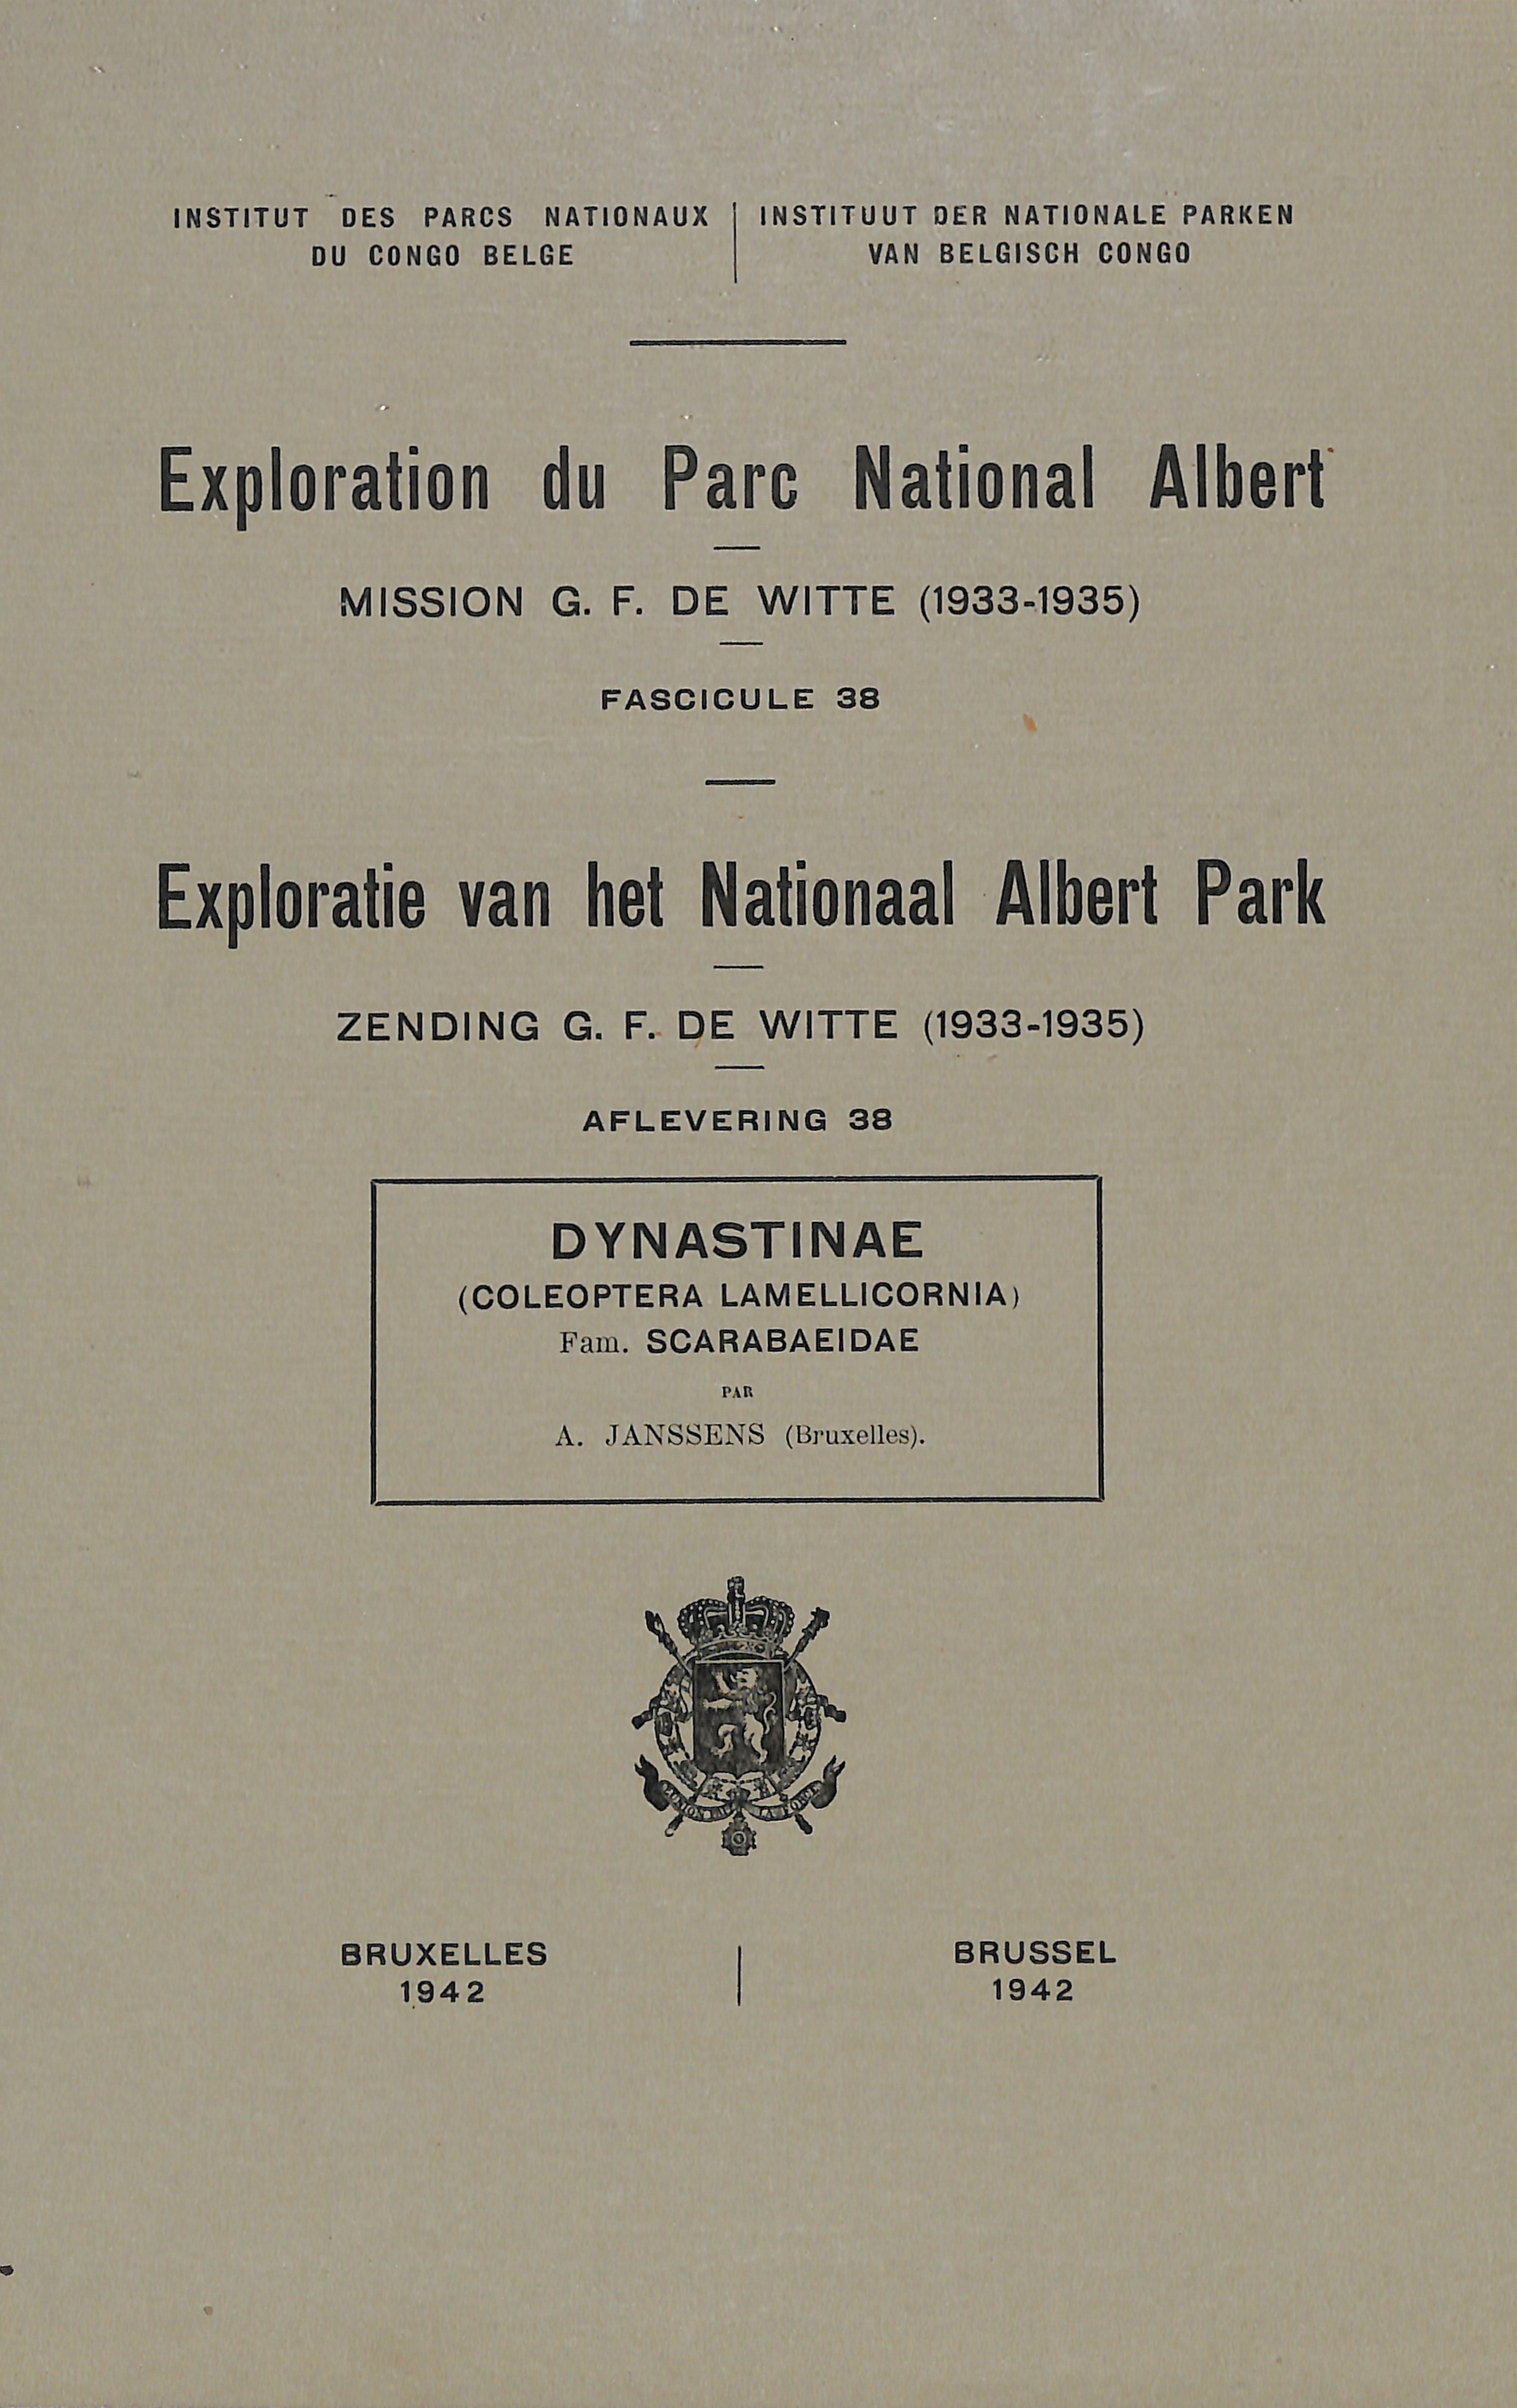 INSTITUT DES PARCS NATIONAUX
DU CONGO BELGE
INSTITUUT DER NATIONALE PARKEN
VAN BELGISCH CONGO
Exploration du Parc National Albert
MISSION G. F. DE WITTE (1933-1935)
FASCICULE 38
Exploratie van het Nationaal Albert Park
ZENDING G. F. DE WITTE (1933-1935)
AFLEVERING 38
DYNASTINAE
(COLEOPTERA LAMELLICORNIA)
Fam. SCARABAEIDAE
PAR
A. JANSSENS (Bruxelles).
LA FORCE
BRUXELLES
1942
BRUSSEL
1942